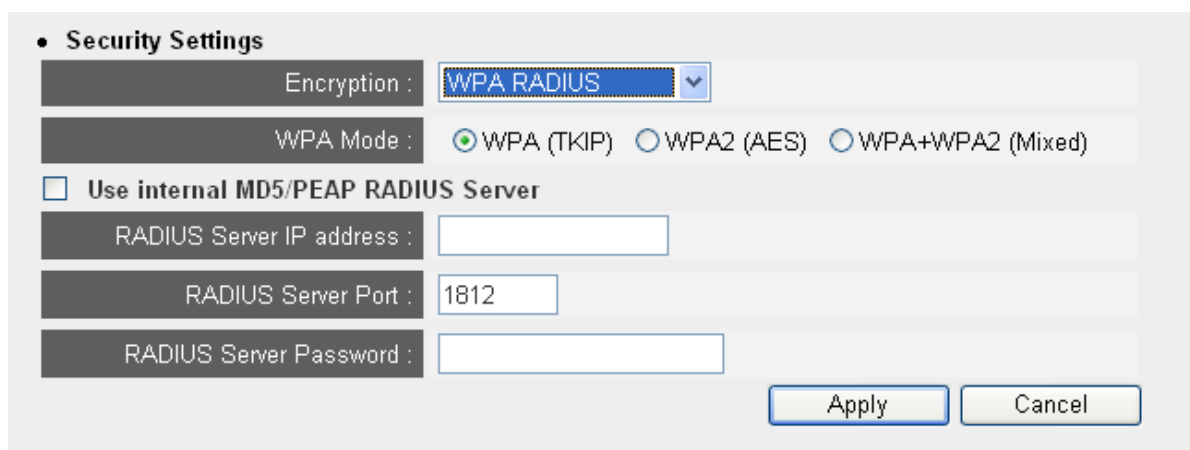 Security Settings
Encryption : WPA RADIUS
WPA Mode : WPA (TKIP) WPA2 (AES) WPA+WPA2 (Mixed)
Use internal MD5/PEAP RADIUS Server
RADIUS Server IP address :
RADIUS Server Port : 1812
RADIUS Server Password :
Apply Cancel